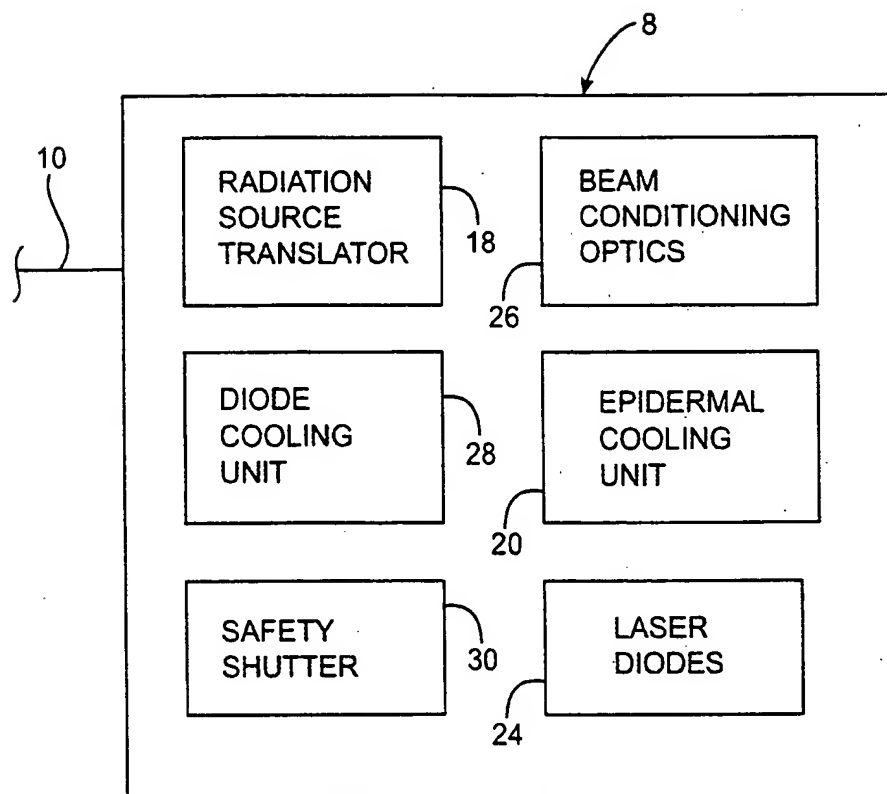 8
10
RADIATION
SOURCE
TRANSLATOR
18
BEAM
CONDITIONING
OPTICS
26
DIODE
COOLING
UNIT
28
EPIDERMAL
COOLING
UNIT
20
SAFETY
SHUTTER
30
LASER
DIODES
24